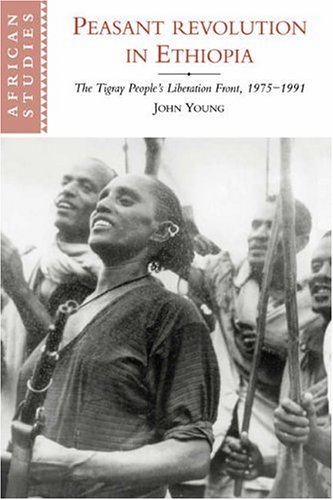 AFRICAN
STUDIES
PEASANT REVOLUTION
IN ETHIOPIA
The Tigray People's Liberation Front, 1975–1991
JOHN YOUNG